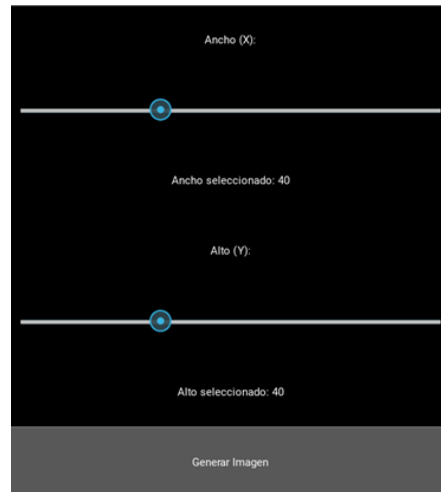 Ancho (X):
Ancho seleccionado: 40
Alto (Y):
Alto seleccionado: 40
Generar Imagen